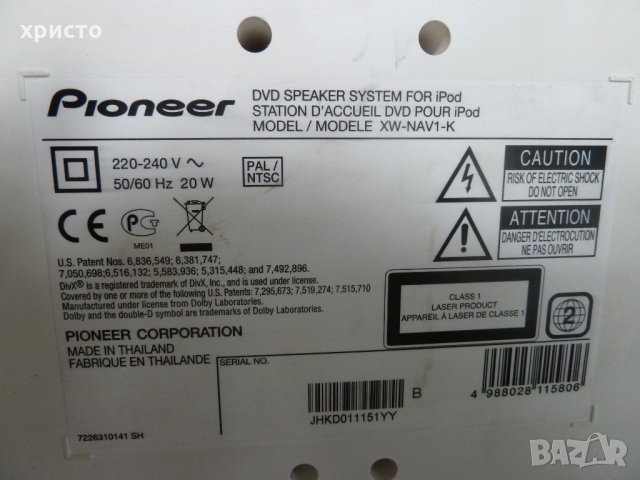 христо
Pioneer
DVD SPEAKER SYSTEM FOR iPod
STATION D'ACCUEIL DVD POUR iPod
MODEL / MODELE XW-NAV1-K
220-240 V ~
50/60 Hz 20 W
PAL /
NTSC
CAUTION
RISK OF ELECTRIC SHOCK
DO NOT OPEN
ATTENTION
DANGER D'ELECTROCUTION
NE PAS OUVRIR
CE
PG
ME01
U.S. Patent Nos. 6,836,549; 6,381,747;
7,050,698;6,516,132; 5,583,936; 5,315,448; and 7,492,896.
DivX® is a registered trademark of DivX, Inc., and is used under license.
Covered by one or more of the following U.S. Patents: 7,295,673; 7,519,274; 7,515,710
Manufactured under license from Dolby Laboratories.
Dolby and the double-D symbol are trademarks of Dolby Laboratories.
CLASS 1
LASER PRODUCT
APPAREIL À LASER DE CLASSE 1
2
PIONEER CORPORATION
MADE IN THAILAND
FABRIQUE EN THAILANDE
SERIAL NO.
B
JHKD011151YY
4 988028 115806
7226310141 SH
BAZAR